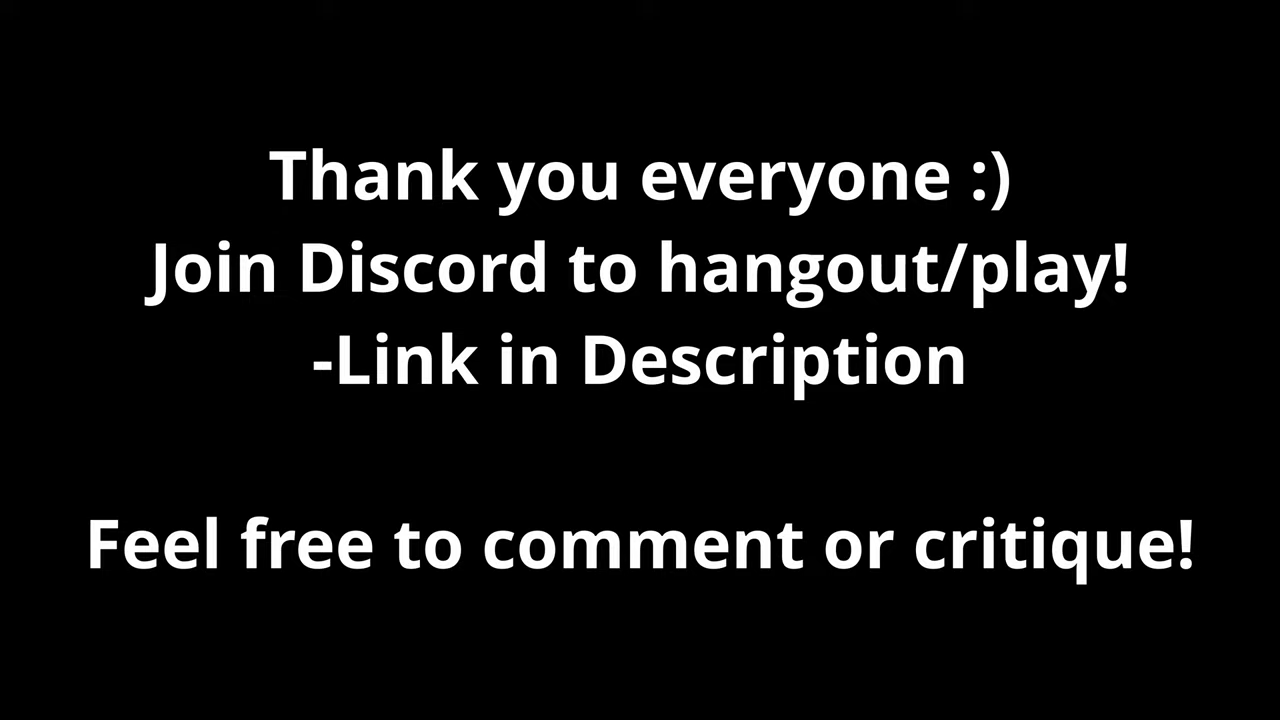 Thank you everyone :)
Join Discord to hangout/play!
-Link in Description
Feel free to comment or critique!